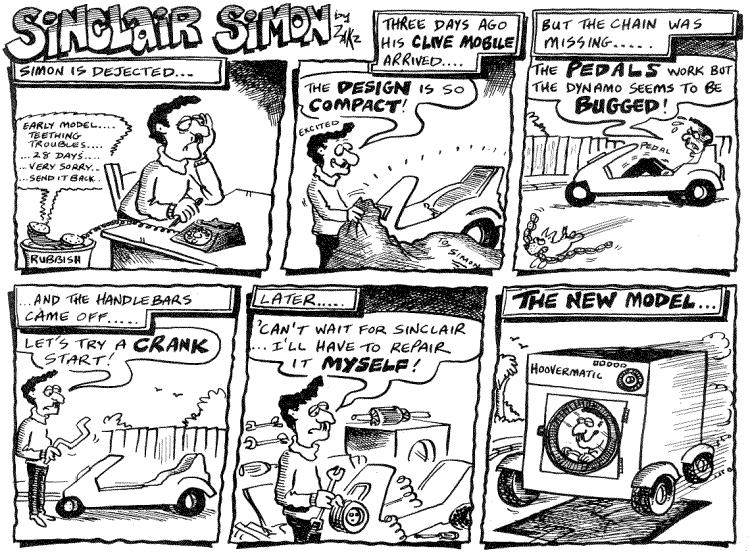 SINCLAIR SIMON
by
ZAKZ
SIMON IS DEJECTED...
EARLY MODEL....
TEETHING
TROUBLES.....
...28 DAYS....
...VERY SORRY..
...SEND IT BACK..
RUBBISH
THREE DAYS AGO
HIS CLIVE MOBILE
ARRIVED....
THE DESIGN IS SO
COMPACT!
EXCITED
TO SIMON
BUT THE CHAIN WAS
MISSING.....
THE PEDALS WORK BUT
THE DYNAMO SEEMS TO BE
BUGGED!
PEDAL
...AND THE HANDLEBARS
CAME OFF.....
LET'S TRY A CRANK
START!
LATER.....
'CAN'T WAIT FOR SINCLAIR
...I'LL HAVE TO REPAIR
IT MYSELF!
THE NEW MODEL...
HOOVERMATIC